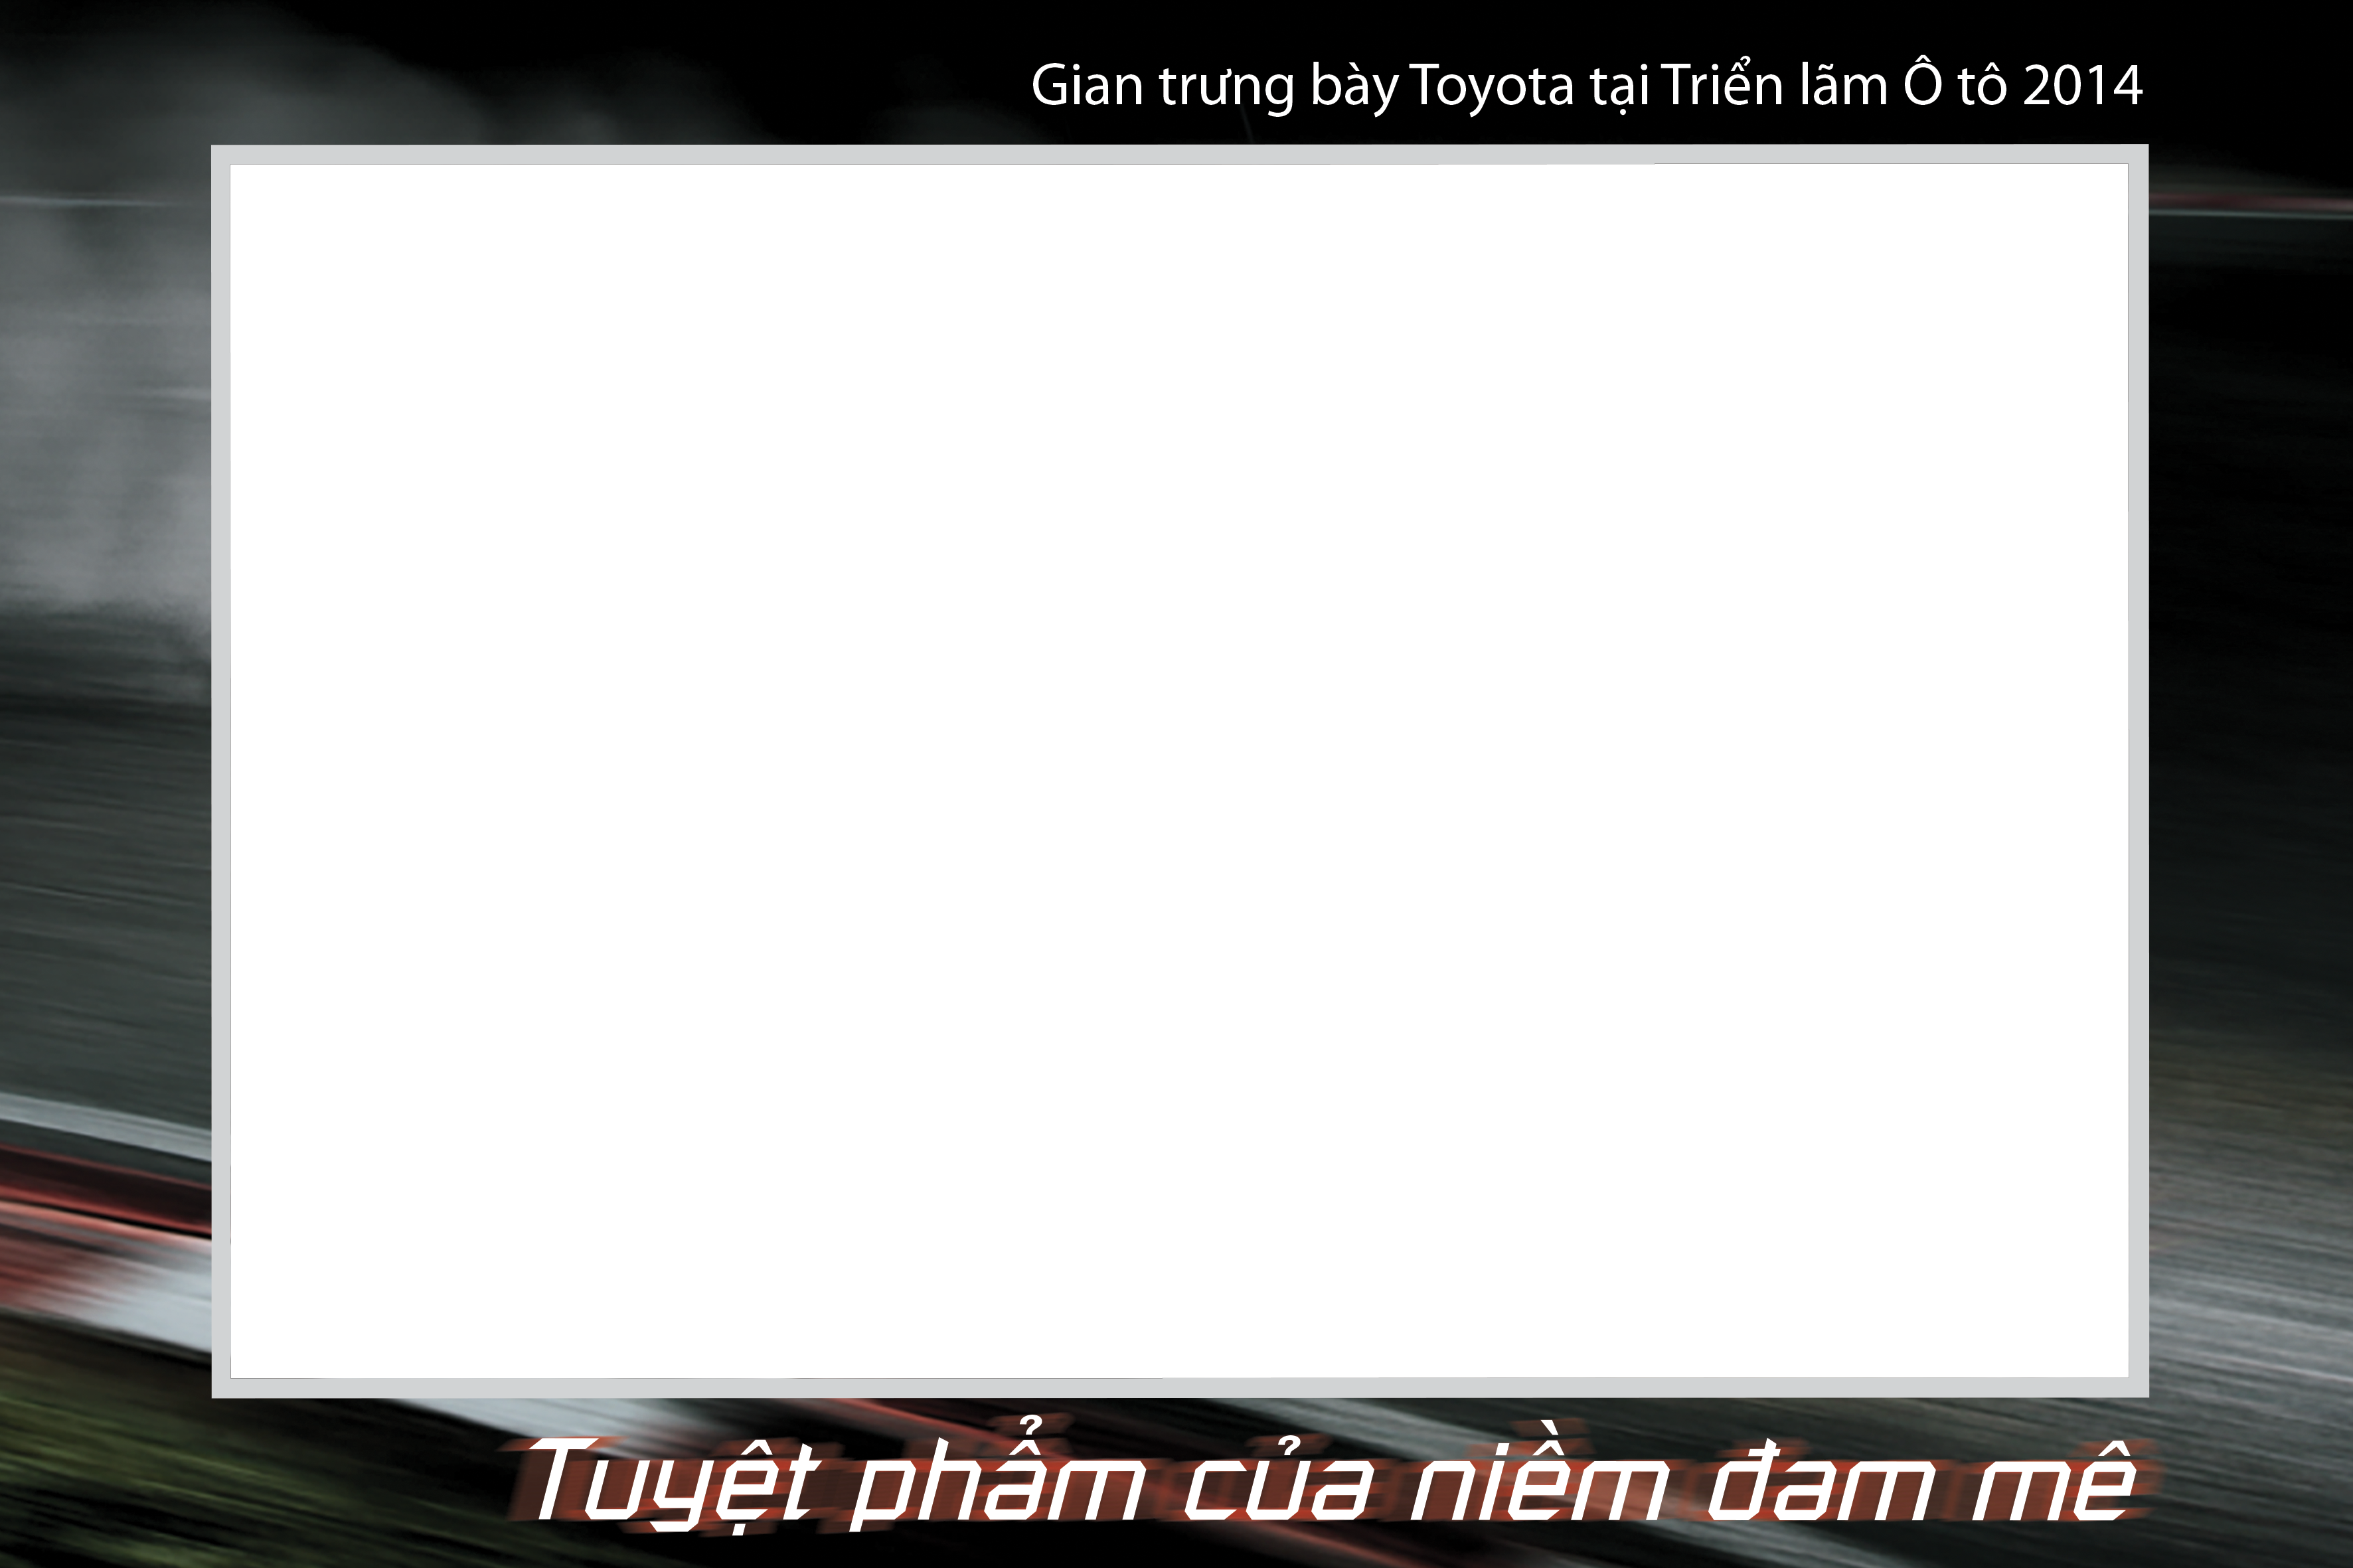 Gian trưng bày Toyota tại Triển lãm Ô tô 2014
Tuyệt phẩm của niềm đam mê